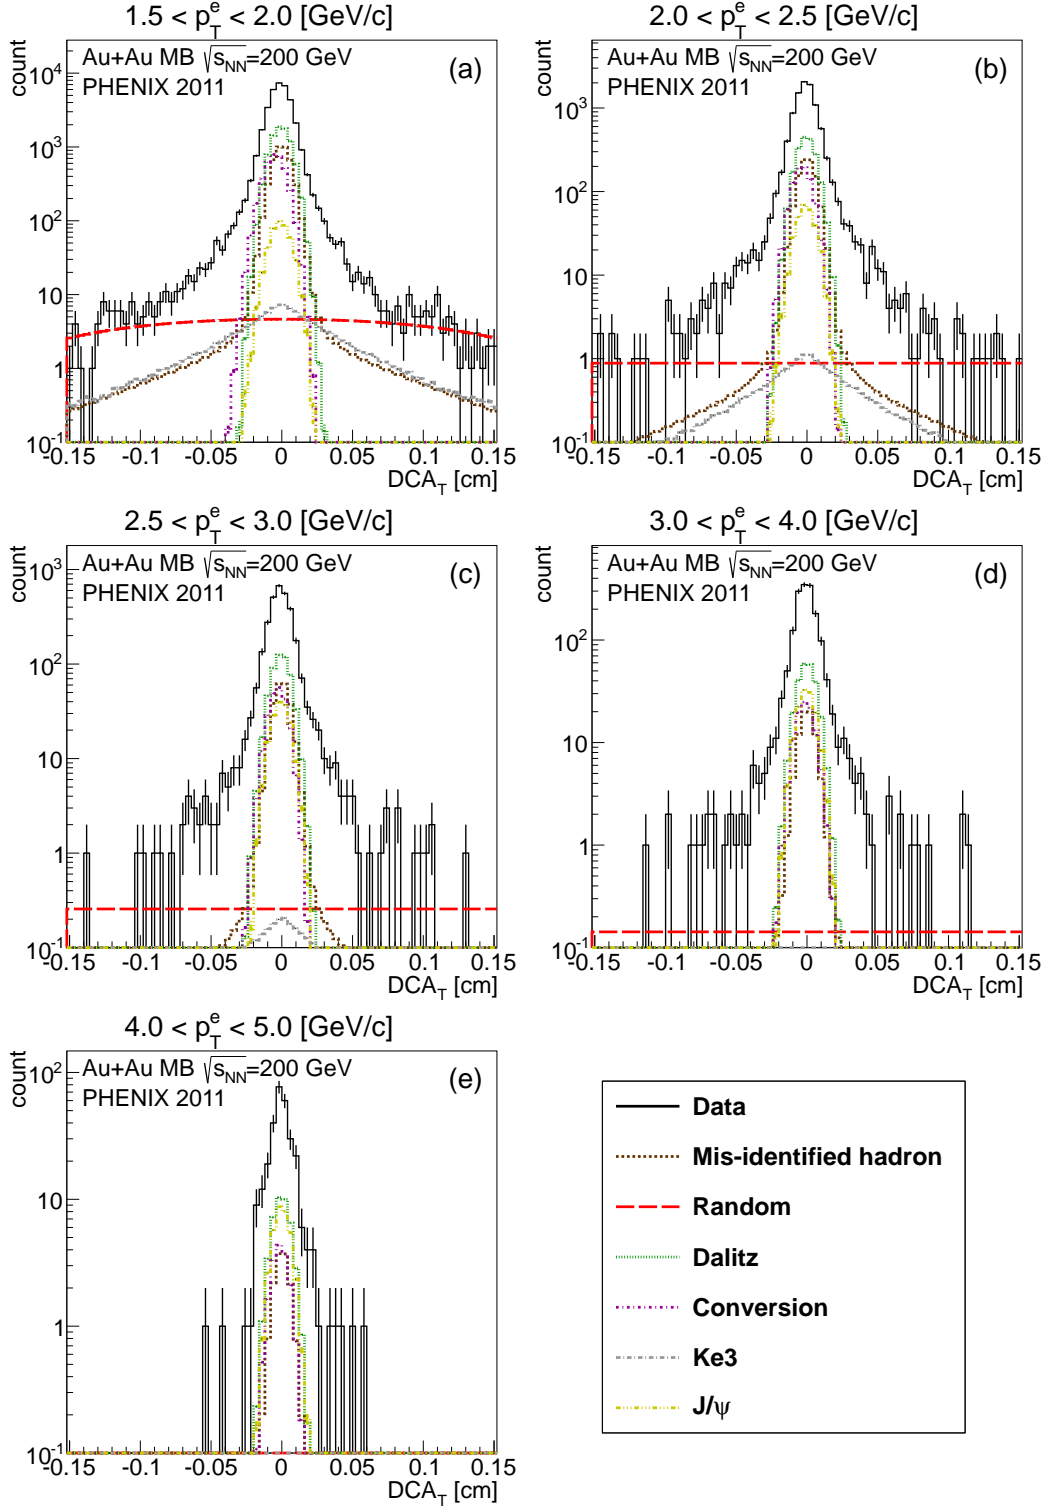 1.5 < p_T^e < 2.0 [GeV/c]
count
Au+Au MB √s_NN=200 GeV
PHENIX 2011
(a)
10^4
10^3
10^2
10
1
10^-1
-0.15 -0.1 -0.05 0 0.05 0.1 0.15
DCA_T [cm]
2.0 < p_T^e < 2.5 [GeV/c]
count
Au+Au MB √s_NN=200 GeV
PHENIX 2011
(b)
10^3
10^2
10
1
10^-1
-0.15 -0.1 -0.05 0 0.05 0.1 0.15
DCA_T [cm]
2.5 < p_T^e < 3.0 [GeV/c]
count
Au+Au MB √s_NN=200 GeV
PHENIX 2011
(c)
10^3
10^2
10
1
10^-1
-0.15 -0.1 -0.05 0 0.05 0.1 0.15
DCA_T [cm]
3.0 < p_T^e < 4.0 [GeV/c]
count
Au+Au MB √s_NN=200 GeV
PHENIX 2011
(d)
10^2
10
1
10^-1
-0.15 -0.1 -0.05 0 0.05 0.1 0.15
DCA_T [cm]
4.0 < p_T^e < 5.0 [GeV/c]
count
Au+Au MB √s_NN=200 GeV
PHENIX 2011
(e)
10^2
10
1
10^-1
-0.15 -0.1 -0.05 0 0.05 0.1 0.15
DCA_T [cm]
Data
Mis-identified hadron
Random
Dalitz
Conversion
Ke3
J/ψ